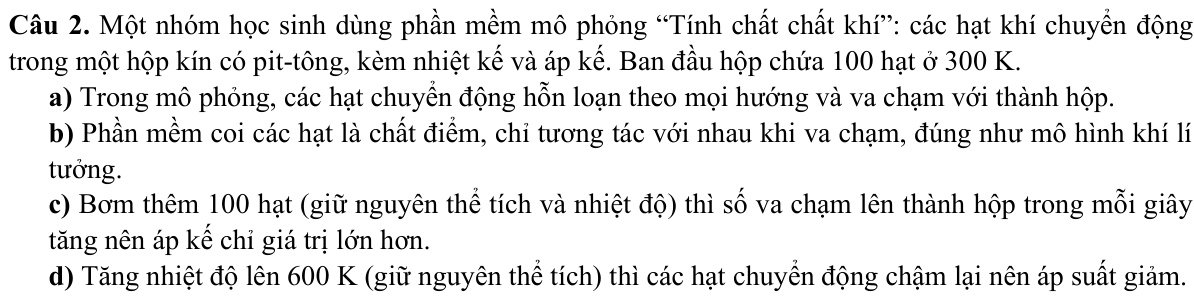 Câu 2. Một nhóm học sinh dùng phần mềm mô phỏng “Tính chất chất khí”: các hạt khí chuyển động
trong một hộp kín có pit-tông, kèm nhiệt kế và áp kế. Ban đầu hộp chứa 100 hạt ở 300 K.
a) Trong mô phỏng, các hạt chuyển động hỗn loạn theo mọi hướng và va chạm với thành hộp.
b) Phần mềm coi các hạt là chất điểm, chỉ tương tác với nhau khi va chạm, đúng như mô hình khí lí
tưởng.
c) Bơm thêm 100 hạt (giữ nguyên thể tích và nhiệt độ) thì số va chạm lên thành hộp trong mỗi giây
tăng nên áp kế chỉ giá trị lớn hơn.
d) Tăng nhiệt độ lên 600 K (giữ nguyên thể tích) thì các hạt chuyển động chậm lại nên áp suất giảm.